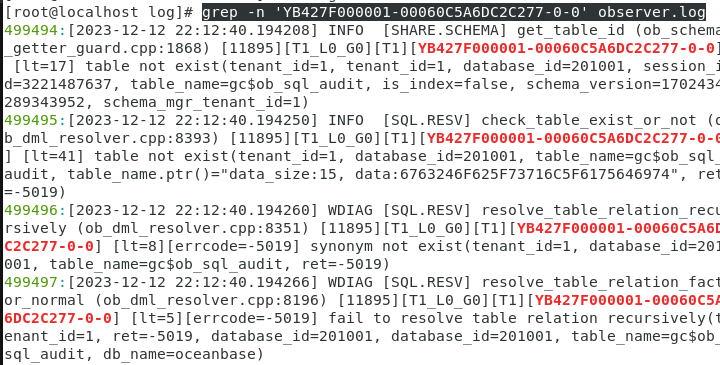 [root@localhost log]# grep -n 'YB427F000001-00060C5A6DC2C277-0-0' observer.log
499494:[2023-12-12 22:12:40.194208] INFO  [SHARE.SCHEMA] get_table_id (ob_schema
_getter_guard.cpp:1868) [11895][T1_L0_G0][T1][YB427F000001-00060C5A6DC2C277-0-0]
 [lt=17] table not exist(tenant_id=1, tenant_id=1, database_id=201001, session_i
d=3221487637, table_name=gc$ob_sql_audit, is_index=false, schema_version=1702434
289343952, schema_mgr_tenant_id=1)
499495:[2023-12-12 22:12:40.194250] INFO  [SQL.RESV] check_table_exist_or_not (o
b_dml_resolver.cpp:8393) [11895][T1_L0_G0][T1][YB427F000001-00060C5A6DC2C277-0-0
] [lt=41] table not exist(tenant_id=1, database_id=201001, table_name=gc$ob_sql_
audit, table_name.ptr()="data_size:15, data:6763246F625F73716C5F6175646974", ret
=-5019)
499496:[2023-12-12 22:12:40.194260] WDIAG [SQL.RESV] resolve_table_relation_recu
rsively (ob_dml_resolver.cpp:8351) [11895][T1_L0_G0][T1][YB427F000001-00060C5A6D
C2C277-0-0] [lt=8][errcode=-5019] synonym not exist(tenant_id=1, database_id=201
001, table_name=gc$ob_sql_audit, ret=-5019)
499497:[2023-12-12 22:12:40.194266] WDIAG [SQL.RESV] resolve_table_relation_fact
or_normal (ob_dml_resolver.cpp:8196) [11895][T1_L0_G0][T1][YB427F000001-00060C5A
6DC2C277-0-0] [lt=5][errcode=-5019] fail to resolve table relation recursively(t
enant_id=1, ret=-5019, database_id=201001, database_id=201001, table_name=gc$ob_
sql_audit, db_name=oceanbase)